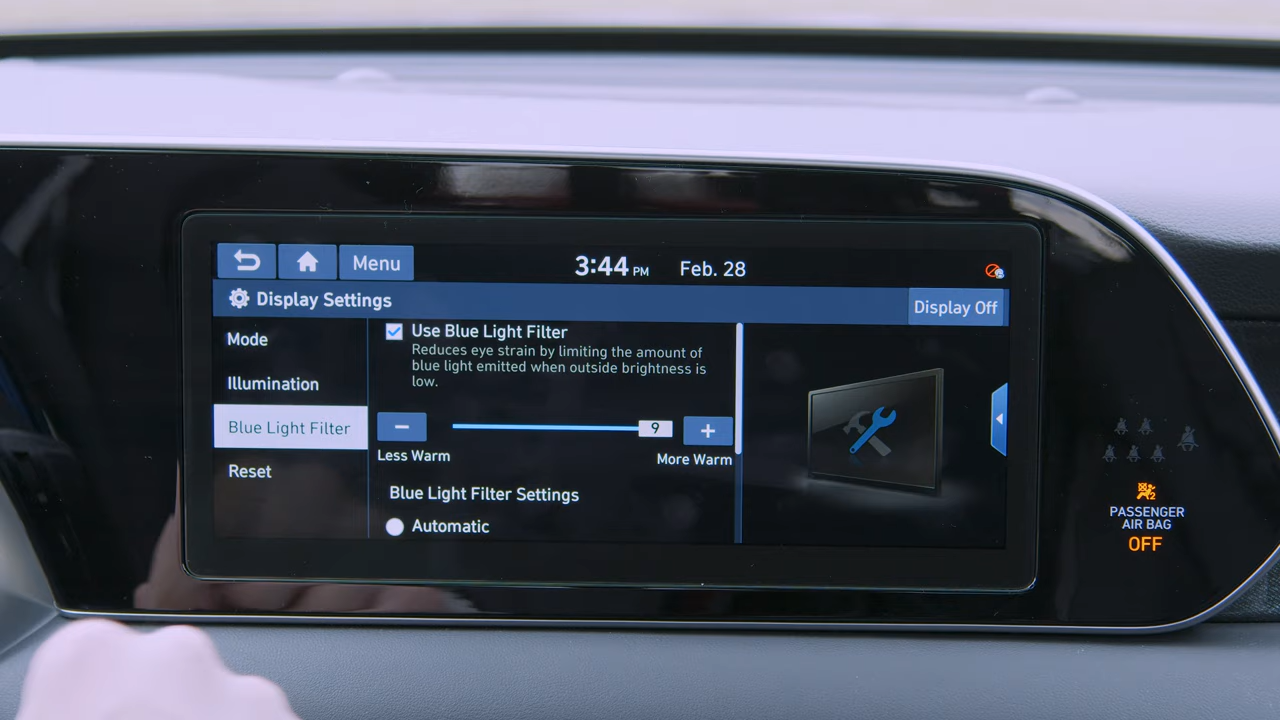 Menu
3:44 PM Feb. 28
Display Settings
Display Off
Mode
Illumination
Blue Light Filter
Reset
Use Blue Light Filter
Reduces eye strain by limiting the amount of
blue light emitted when outside brightness is
low.
9
Less Warm
More Warm
Blue Light Filter Settings
Automatic
2
PASSENGER
AIR BAG
OFF